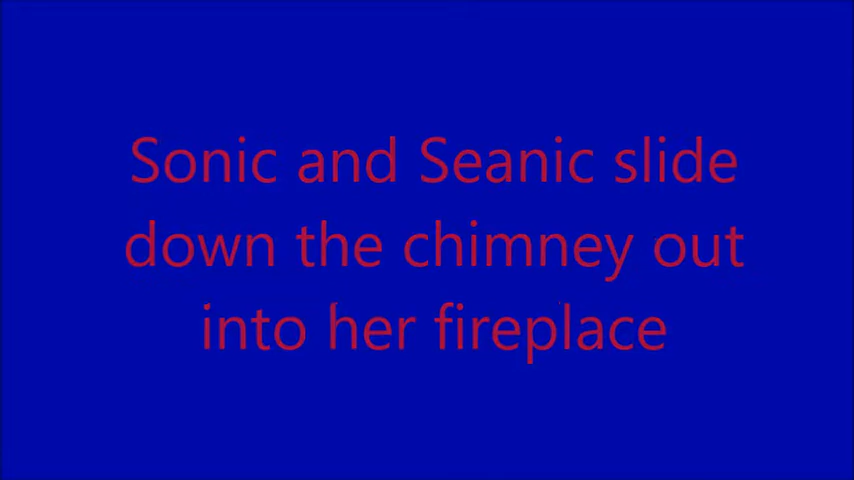 Sonic and Seanic slide
down the chimney out
into her fireplace